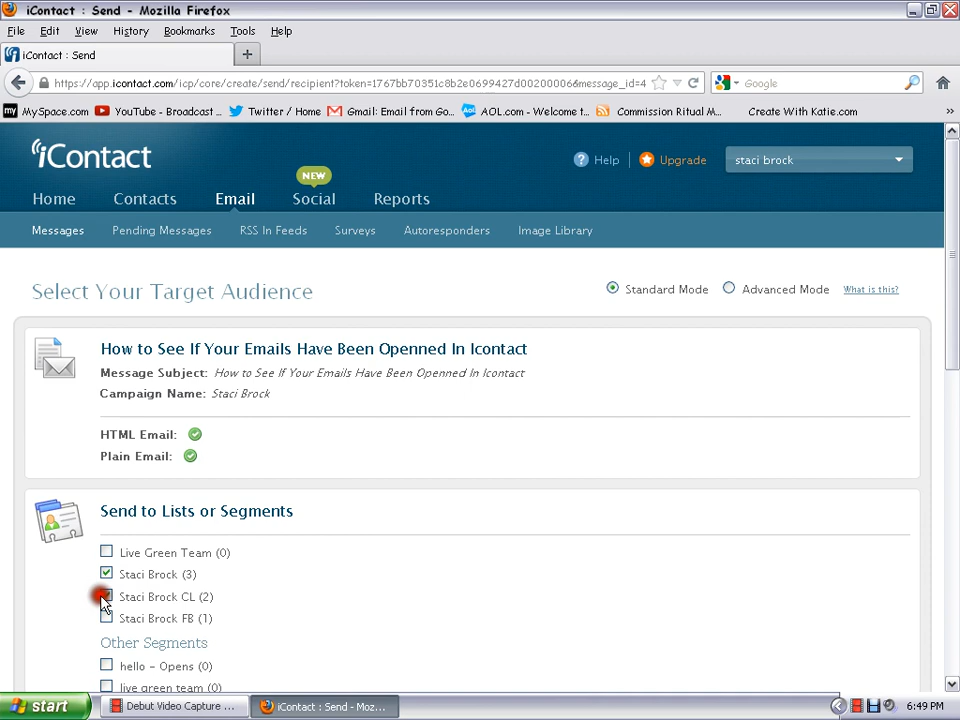 iContact : Send - Mozilla Firefox
File Edit View History Bookmarks Tools Help
iContact : Send
https://app.icontact.com/icp/core/create/send/recipient?token=1767bb70351c8b2e0699427d00200066&message_id=4 Google
my MySpace.com YouTube - Broadcast ... Twitter / Home Gmail: Email from Go... Aol AOL.com - Welcome t... Commission Ritual M... Create With Katie.com »
iContact
? Help Upgrade staci brock
NEW
Home Contacts Email Social Reports
Messages Pending Messages RSS In Feeds Surveys Autoresponders Image Library
Select Your Target Audience Standard Mode Advanced Mode What is this?
How to See If Your Emails Have Been Openned In Icontact
Message Subject: How to See If Your Emails Have Been Openned In Icontact
Campaign Name: Staci Brock
HTML Email:
Plain Email:
Send to Lists or Segments
Live Green Team (0)
Staci Brock (3)
Staci Brock CL (2)
Staci Brock FB (1)
Other Segments
hello - Opens (0)
live green team (0)
start Debut Video Capture ... iContact : Send - Moz... 6:49 PM